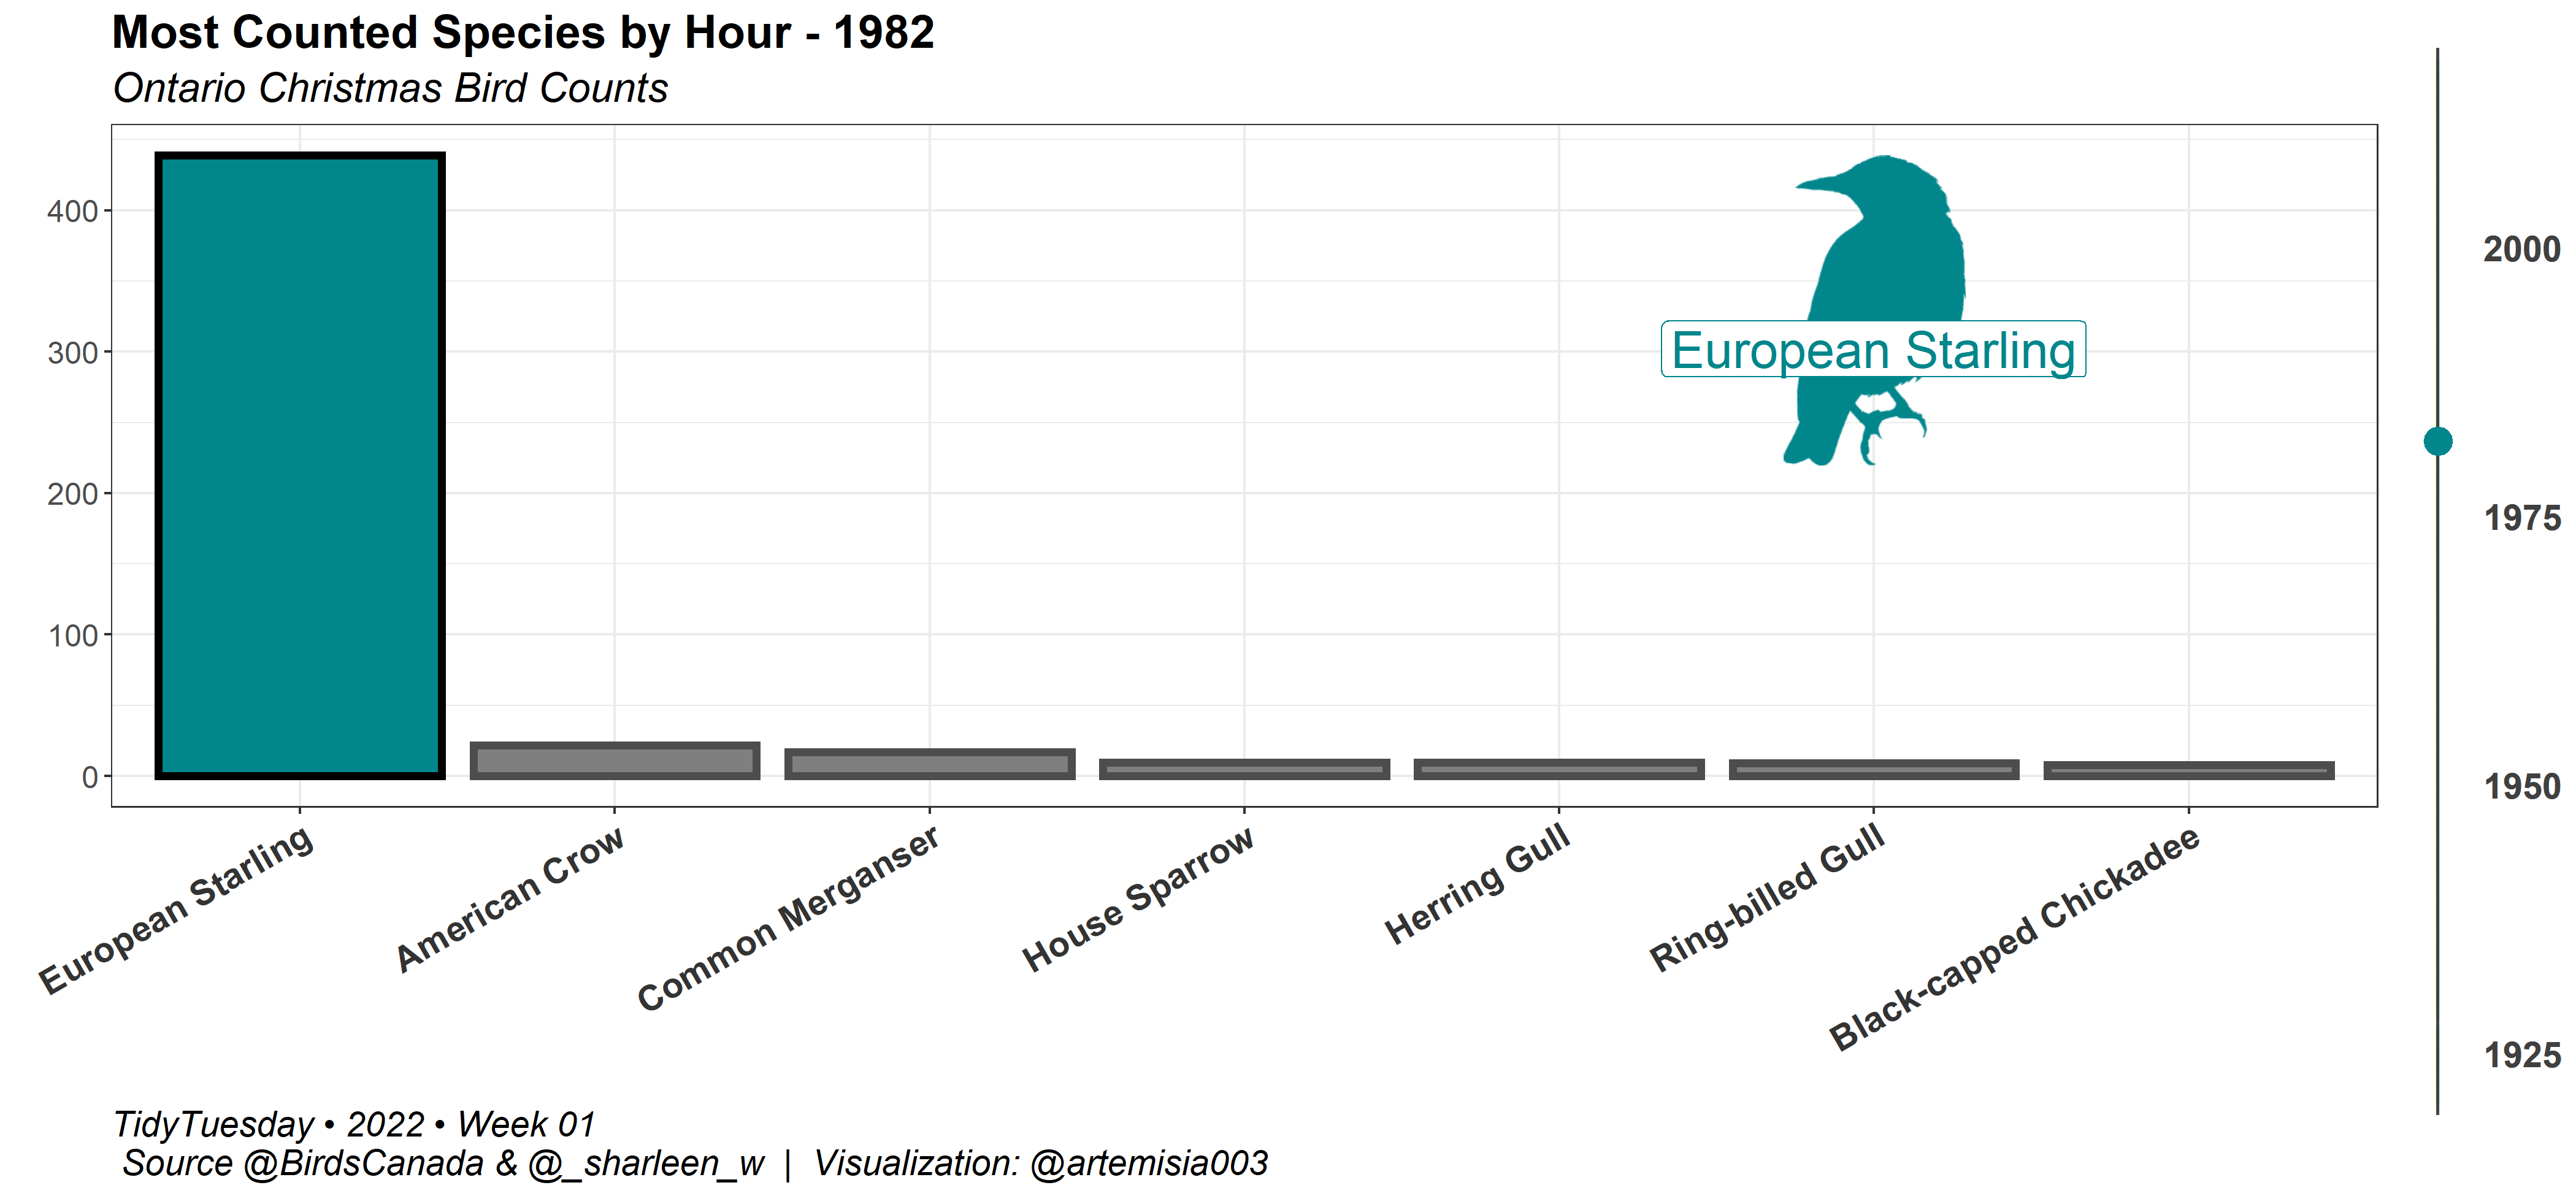 Most Counted Species by Hour - 1982
Ontario Christmas Bird Counts
400
300
200
100
0
European Starling
2000
1975
1950
1925
European Starling
American Crow
Common Merganser
House Sparrow
Herring Gull
Ring-billed Gull
Black-capped Chickadee
TidyTuesday • 2022 • Week 01
Source @BirdsCanada & @_sharleen_w | Visualization: @artemisia003